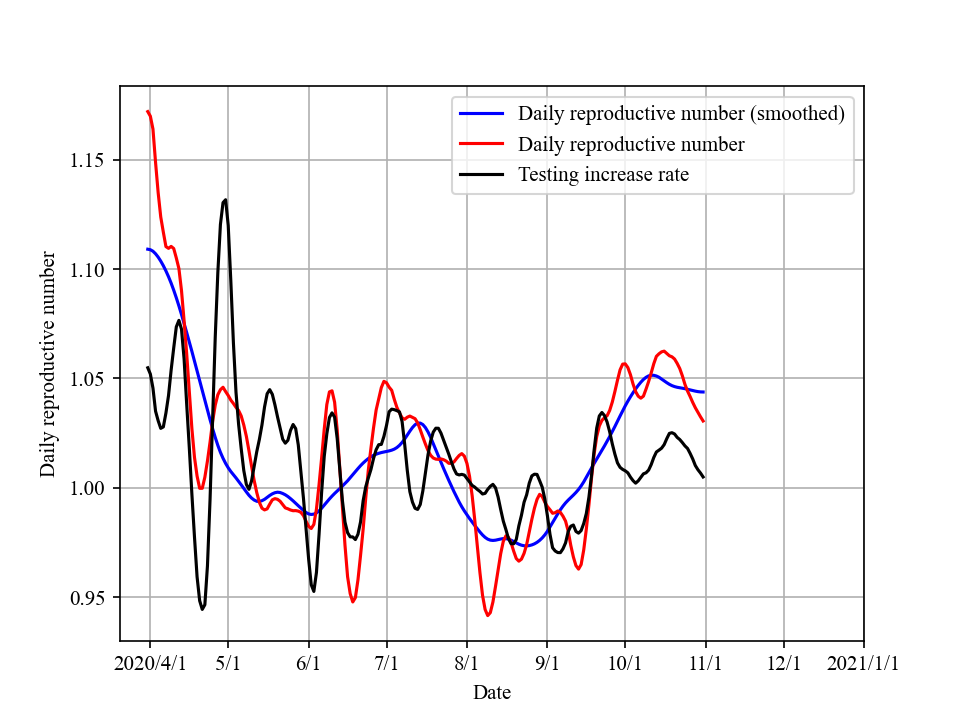 Daily reproductive number (smoothed)
Daily reproductive number
Testing increase rate
Daily reproductive number
1.15
1.10
1.05
1.00
0.95
2020/4/1 5/1 6/1 7/1 8/1 9/1 10/1 11/1 12/1 2021/1/1
Date